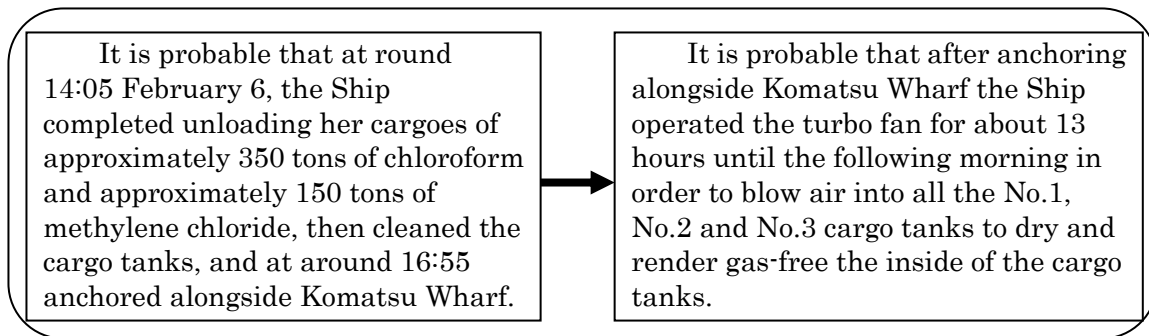 It is probable that at round
14:05 February 6, the Ship
completed unloading her cargoes of
approximately 350 tons of chloroform
and approximately 150 tons of
methylene chloride, then cleaned the
cargo tanks, and at around 16:55
anchored alongside Komatsu Wharf.
It is probable that after anchoring
alongside Komatsu Wharf the Ship
operated the turbo fan for about 13
hours until the following morning in
order to blow air into all the No.1,
No.2 and No.3 cargo tanks to dry and
render gas-free the inside of the cargo
tanks.